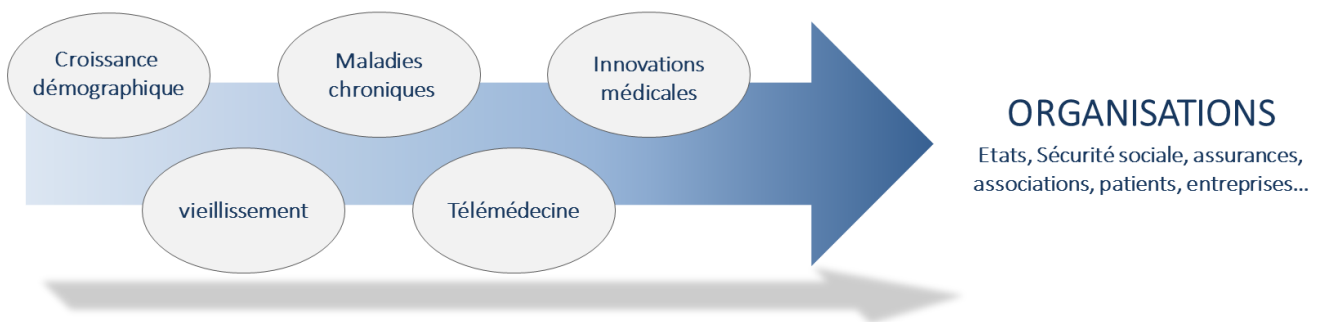 Croissance
démographique
Maladies
chroniques
Innovations
médicales
vieillissement
Télémédecine
ORGANISATIONS
Etats, Sécurité sociale, assurances,
associations, patients, entreprises...